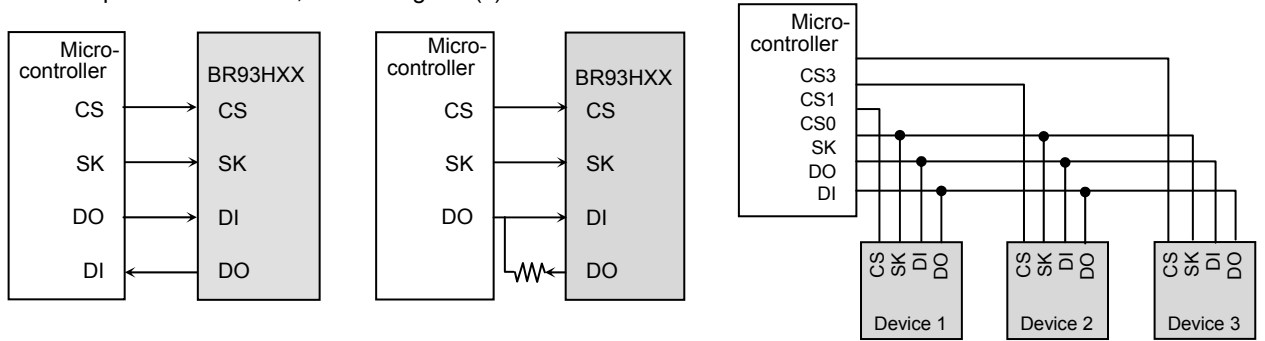 Micro-
controller
CS
SK
DO
DI
BR93HXX
CS
SK
DI
DO
Micro-
controller
CS
SK
DO
BR93HXX
CS
SK
DI
DO
Micro-
controller
CS3
CS1
CS0
SK
DO
DI
CS
SK
DI
DO
Device 1
CS
SK
DI
DO
Device 2
CS
SK
DI
DO
Device 3